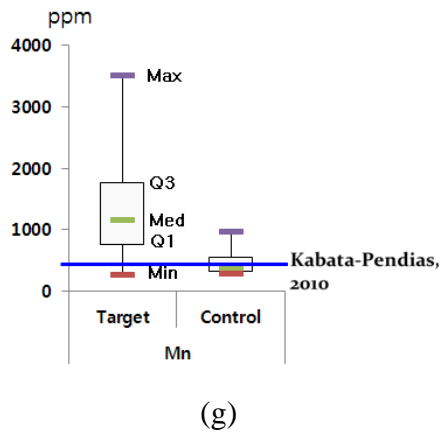 ppm
4000
Max
3000
2000
Q3
Med
1000
Q1
Kabata-Pendias,
Min
2010
0
Target Control
Mn
(g)